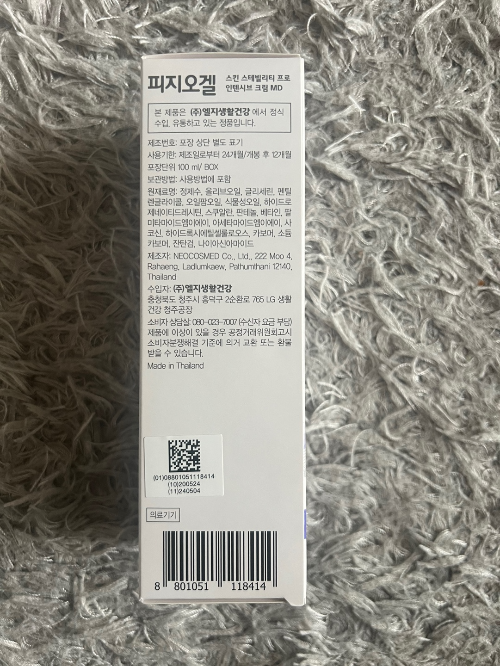 피지오겔
스킨 스테빌리티 프로
인텐시브 크림 MD
본 제품은 (주)엘지생활건강 에서 정식
수입, 유통하고 있는 정품입니다.
제조번호: 포장 상단 별도 표기
사용기한: 제조일로부터 24개월/개봉 후 12개월
포장단위 100 ml/ BOX
보관방법: 사용방법에 포함
원재료명: 정제수, 올리브오일, 글리세린, 펜틸
렌글라이콜, 오일팜오일, 식물성오일, 하이드로
제네이티드레시틴, 스쿠알란, 판테놀, 베타인, 팔
미타마이드엠이에이, 아세타마이드엠이에이, 사
코신, 하이드록시에틸셀룰로오스, 카보머, 소듐
카보머, 잔탄검, 나이아신아마이드
제조자: NEOCOSMED Co., Ltd., 222 Moo 4,
Rahaeng, Ladlumkaew, Pathumthani 12140,
Thailand
수입자: (주)엘지생활건강
충청북도 청주시 흥덕구 2순환로 765 LG 생활
건강 청주공장
소비자 상담실: 080-023-7007 (수신자 요금 부담)
제품에 이상이 있을 경우 공정거래위원회고시
소비자분쟁해결 기준에 의거 교환 또는 환불
받을 수 있습니다.
Made in Thailand
(01)08801051118414
(10)200524
(11)240504
의료기기
8 801051 118414